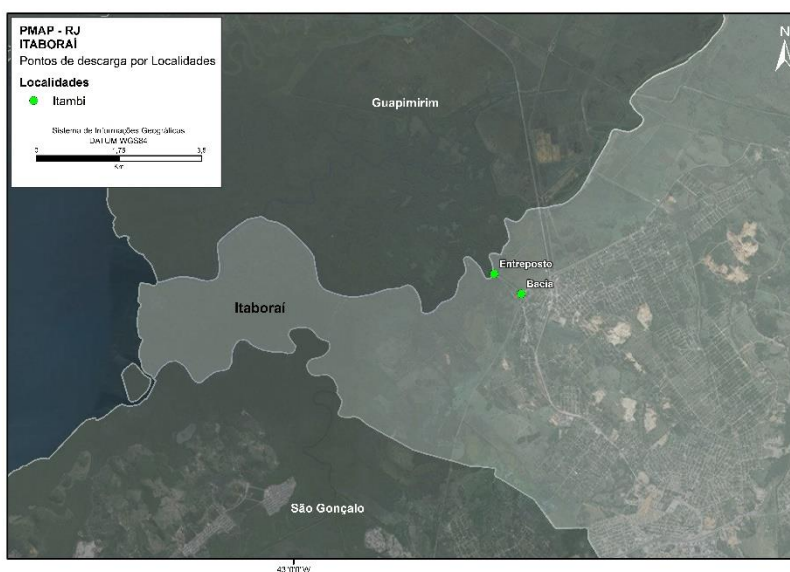 PMAP - RJ
ITABORAÍ
Pontos de descarga por Localidades
Localidades
Itambi
Sistema de Informações Geográficas
DATUM WGS84
0 1,75 3,5
Km
N
Guapimirim
Entreposto
Bacia
Itaboraí
São Gonçalo